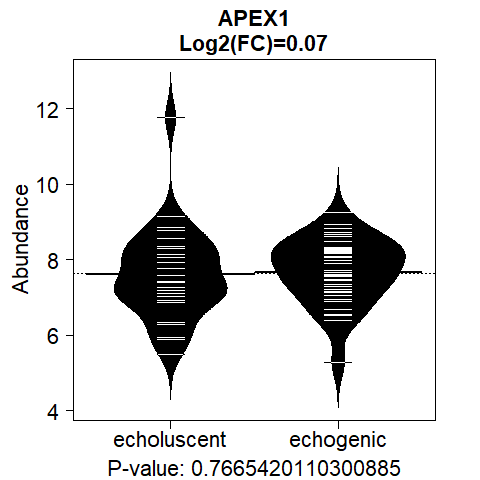 APEX1
Log2(FC)=0.07
Abundance
12
10
8
6
4
echoluscent echogenic
P-value: 0.7665420110300885